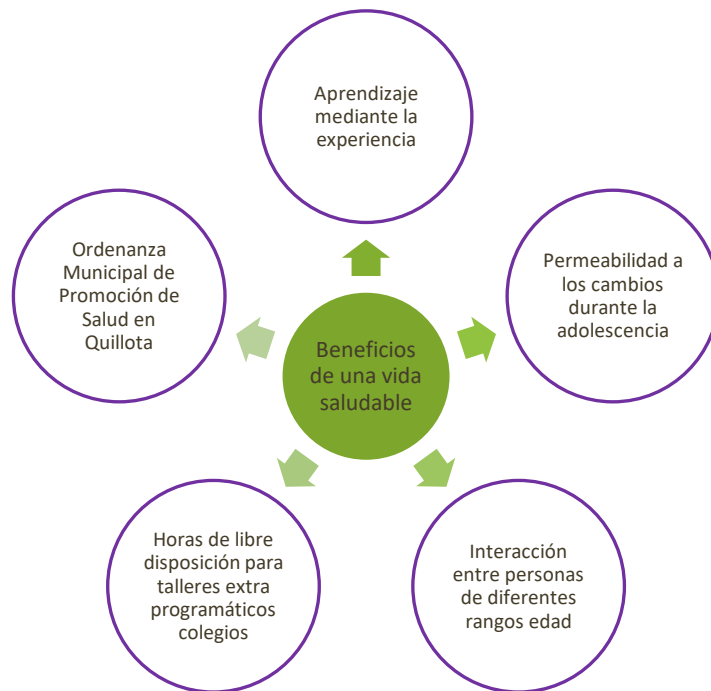 Aprendizaje
mediante la
experiencia
Ordenanza
Municipal de
Promoción de
Salud en
Quillota
Permeabilidad a
los cambios
durante la
adolescencia
Beneficios
de una vida
saludable
Horas de libre
disposición para
talleres extra
programáticos
colegios
Interacción
entre personas
de diferentes
rangos edad